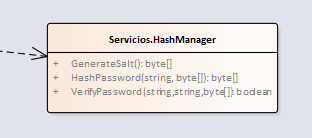 Servicios.HashManager
+ GenerateSalt(): byte[]
+ HashPassword(string, byte[]): byte[]
+ VerifyPassword(string,string,byte[]): boolean